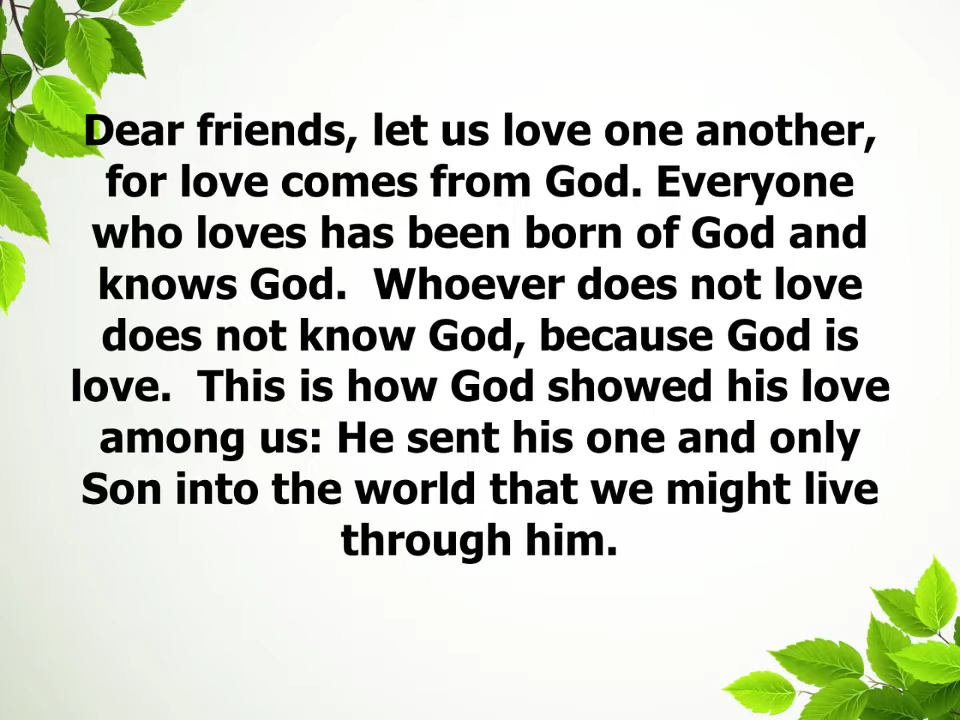 Dear friends, let us love one another,
for love comes from God. Everyone
who loves has been born of God and
knows God.  Whoever does not love
does not know God, because God is
love.  This is how God showed his love
among us: He sent his one and only
Son into the world that we might live
through him.